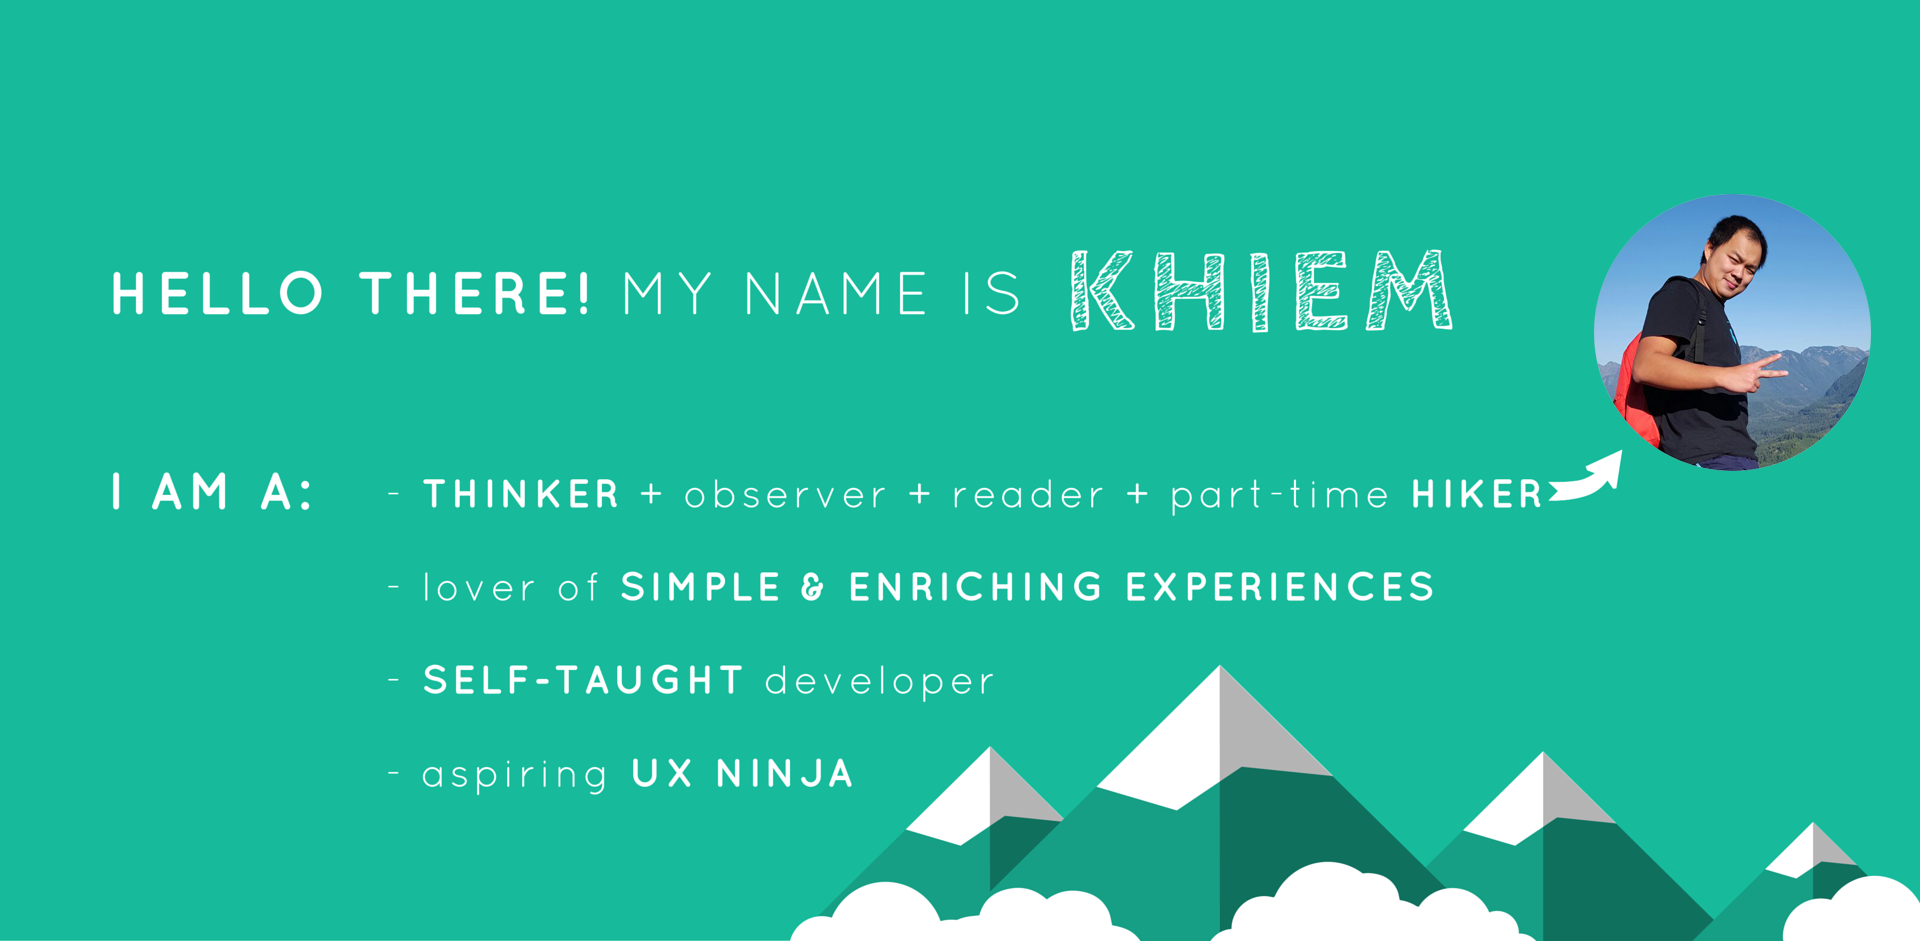 HELLO THERE! MY NAME IS KHIEM
I AM A: - THINKER + observer + reader + part-time HIKER
- lover of SIMPLE & ENRICHING EXPERIENCES
- SELF-TAUGHT developer
- aspiring UX NINJA